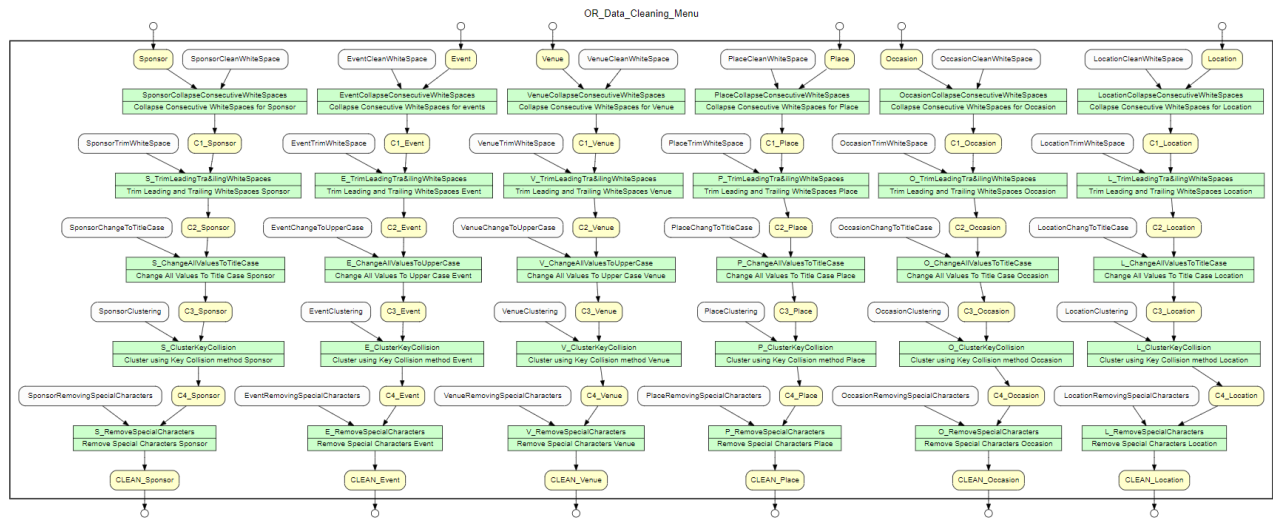 OR_Data_Cleaning_Menu
Sponsor SponsorCleanWhiteSpace EventCleanWhiteSpace Event Venue VenueCleanWhiteSpace PlaceCleanWhiteSpace Place Occasion OccasionCleanWhiteSpace LocationCleanWhiteSpace Location
SponsorCollapseConsecutiveWhiteSpaces EventCollapseConsecutiveWhiteSpaces VenueCollapseConsecutiveWhiteSpaces PlaceCollapseConsecutiveWhiteSpaces OccasionCollapseConsecutiveWhiteSpaces LocationCollapseConsecutiveWhiteSpaces
Collapse Consecutive WhiteSpaces for Sponsor Collapse Consecutive WhiteSpaces for events Collapse Consecutive WhiteSpaces for Venue Collapse Consecutive WhiteSpaces for Place Collapse Consecutive WhiteSpaces for Occasion Collapse Consecutive WhiteSpaces for Location
SponsorTrimWhiteSpace C1_Sponsor EventTrimWhiteSpace C1_Event VenueTrimWhiteSpace C1_Venue PlaceTrimWhiteSpace C1_Place OccasionTrimWhiteSpace C1_Occasion LocationTrimWhiteSpace C1_Location
S_TrimLeadingTra&ilingWhiteSpaces E_TrimLeadingTra&ilingWhiteSpaces V_TrimLeadingTra&ilingWhiteSpaces P_TrimLeadingTra&ilingWhiteSpaces O_TrimLeadingTra&ilingWhiteSpaces L_TrimLeadingTra&ilingWhiteSpaces
Trim Leading and Trailing WhiteSpaces Sponsor Trim Leading and Trailing WhiteSpaces Event Trim Leading and Trailing WhiteSpaces Venue Trim Leading and Trailing WhiteSpaces Place Trim Leading and Trailing WhiteSpaces Occasion Trim Leading and Trailing WhiteSpaces Location
SponsorChangeToTitleCase C2_Sponsor EventChangeToUpperCase C2_Event VenueChangeToUpperCase C2_Venue PlaceChangToTitleCase C2_Place OccasionChangToTitleCase C2_Occasion LocationChangToTitleCase C2_Location
S_ChangeAllValuesToTitleCase E_ChangeAllValuesToUpperCase V_ChangeAllValuesToUpperCase P_ChangeAllValuesToTitleCase O_ChangeAllValuesToTitleCase L_ChangeAllValuesToTitleCase
Change All Values To Title Case Sponsor Change All Values To Upper Case Event Change All Values To Upper Case Venue Change All Values To Title Case Place Change All Values To Title Case Occasion Change All Values To Title Case Location
SponsorClustering C3_Sponsor EventClustering C3_Event VenueClustering C3_Venue PlaceClustering C3_Place OccasionClustering C3_Occasion LocationClustering C3_Location
S_ClusterKeyCollision E_ClusterKeyCollision V_ClusterKeyCollision P_ClusterKeyCollision O_ClusterKeyCollision L_ClusterKeyCollision
Cluster using Key Collision method Sponsor Cluster using Key Collision method Event Cluster using Key Collision method Venue Cluster using Key Collision method Place Cluster using Key Collision method Occasion Cluster using Key Collision method Location
SponsorRemovingSpecialCharacters C4_Sponsor EventRemovingSpecialCharacters C4_Event VenueRemovingSpecialCharacters C4_Venue PlaceRemovingSpecialCharacters C4_Place OccasionRemovingSpecialCharacters C4_Occasion LocationRemovingSpecialCharacters C4_Location
S_RemoveSpecialCharacters E_RemoveSpecialCharacters V_RemoveSpecialCharacters P_RemoveSpecialCharacters O_RemoveSpecialCharacters L_RemoveSpecialCharacters
Remove Special Characters Sponsor Remove Special Characters Event Remove Special Characters Venue Remove Special Characters Place Remove Special Characters Occasion Remove Special Characters Location
CLEAN_Sponsor CLEAN_Event CLEAN_Venue CLEAN_Place CLEAN_Occasion CLEAN_Location